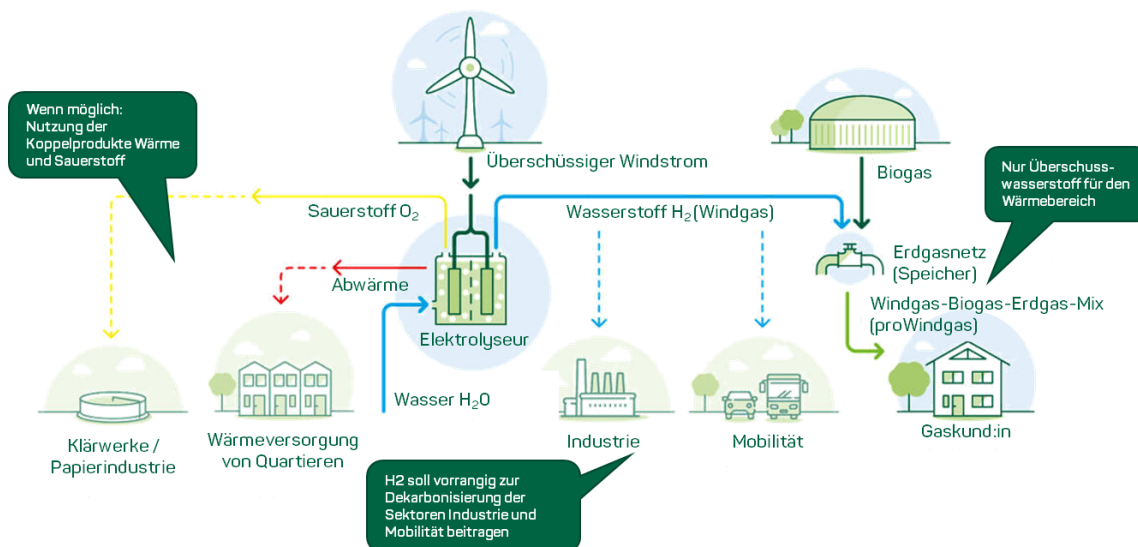 Wenn möglich:
Nutzung der
Koppelprodukte Wärme
und Sauerstoff
Überschüssiger Windstrom
Biogas
Nur Überschuss-
wasserstoff für den
Wärmebereich
Sauerstoff O₂
Wasserstoff H₂ (Windgas)
Erdgasnetz
(Speicher)
Abwärme
Windgas-Biogas-Erdgas-Mix
(proWindgas)
Elektrolyseur
Wasser H₂O
Klärwerke /
Papierindustrie
Wärmeversorgung
von Quartieren
Industrie
Mobilität
Gaskund:in
H2 soll vorrangig zur
Dekarbonisierung der
Sektoren Industrie und
Mobilität beitragen